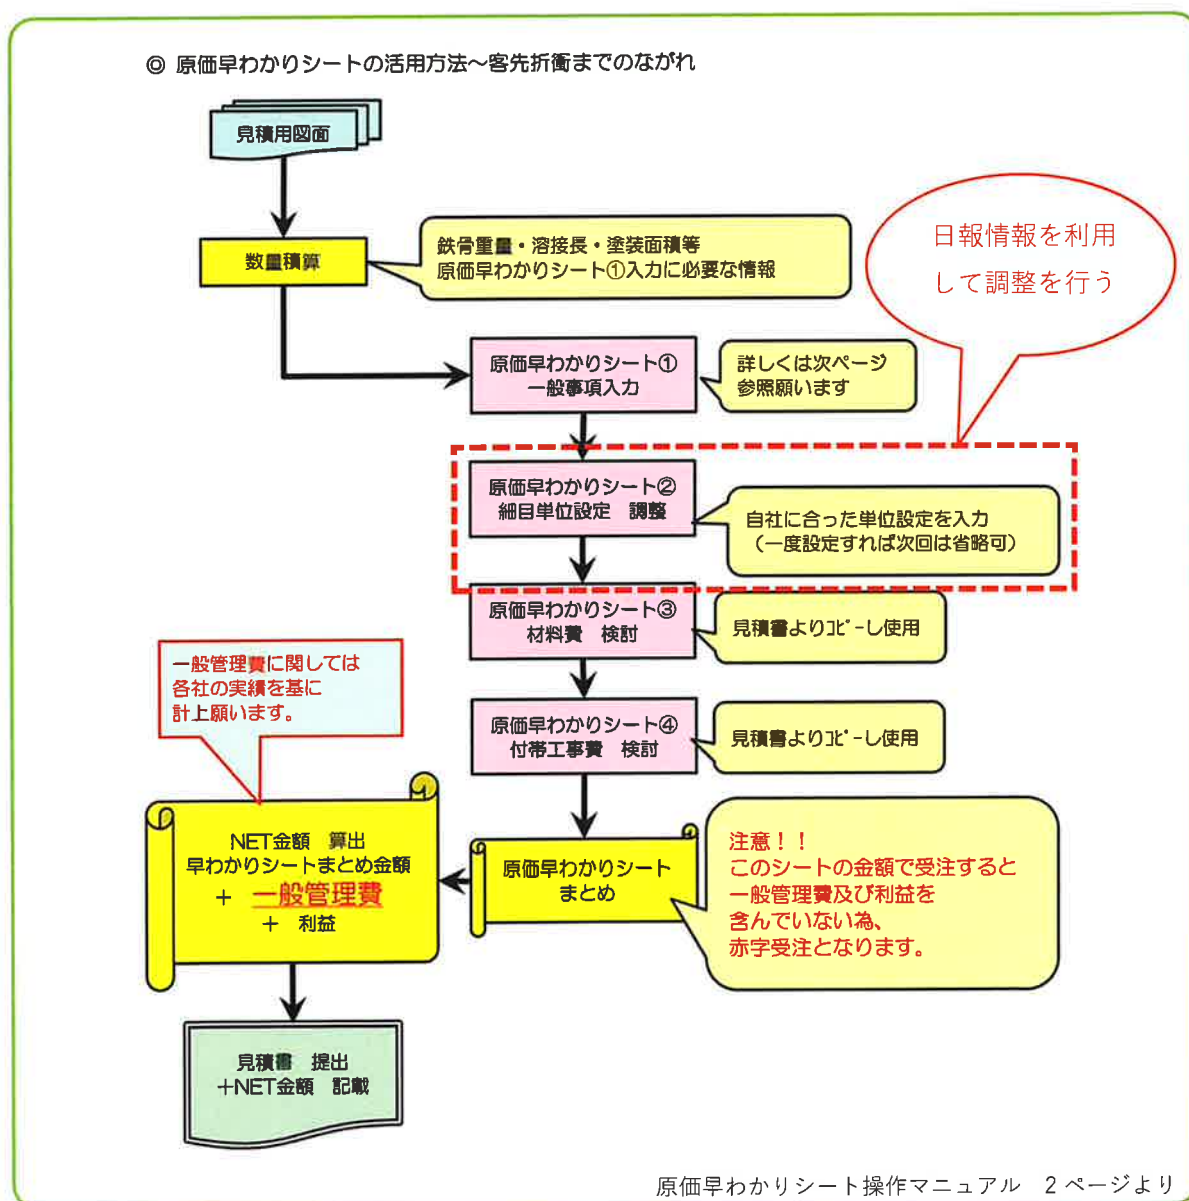 ◎ 原価早わかりシートの活用方法～客先折衝までのながれ
見積用図面
数量積算
鉄骨重量・溶接長・塗装面積等
原価早わかりシート①入力に必要な情報
日報情報を利用
して調整を行う
原価早わかりシート①
一般事項入力
詳しくは次ページ
参照願います
原価早わかりシート②
細目単位設定　調整
自社に合った単位設定を入力
（一度設定すれば次回は省略可）
原価早わかりシート③
材料費　検討
見積書よりｺﾋﾟｰし使用
一般管理費に関しては
各社の実績を基に
計上願います。
原価早わかりシート④
付帯工事費　検討
見積書よりｺﾋﾟｰし使用
NET金額　算出
早わかりシートまとめ金額
＋　一般管理費
＋　利益
原価早わかりシート
まとめ
注意！！
このシートの金額で受注すると
一般管理費及び利益を
含んでいない為、
赤字受注となります。
見積書　提出
＋NET金額　記載
原価早わかりシート操作マニュアル　２ページより